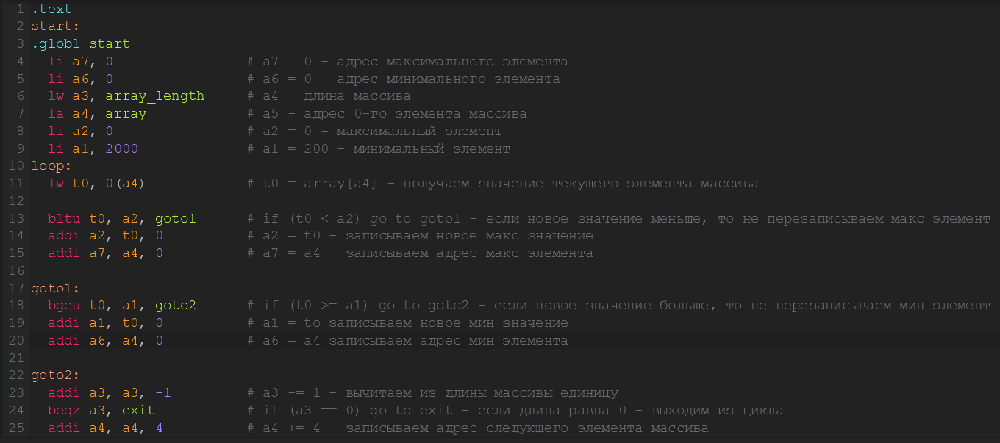 1 .text
2 start:
3 .globl start
4 li a7, 0 # a7 = 0 - адрес максимального элемента
5 li a6, 0 # a6 = 0 - адрес минимального элемента
6 lw a3, array_length # a4 - длина массива
7 la a4, array # a5 - адрес 0-го элемента массива
8 li a2, 0 # a2 = 0 - максимальный элемент
9 li a1, 2000 # a1 = 200 - минимальный элемент
10 loop:
11 lw t0, 0(a4) # t0 = array[a4] - получаем значение текущего элемента массива
12
13 bltu t0, a2, goto1 # if (t0 < a2) go to goto1 - если новое значение меньше, то не перезаписываем макс элемент
14 addi a2, t0, 0 # a2 = t0 - записываем новое макс значение
15 addi a7, a4, 0 # a7 = a4 - записываем адрес макс элемента
16
17 goto1:
18 bgeu t0, a1, goto2 # if (t0 >= a1) go to goto2 - если новое значение больше, то не перезаписываем мин элемент
19 addi a1, t0, 0 # a1 = to записываем новое мин значение
20 addi a6, a4, 0 # a6 = a4 записываем адрес мин элемента
21
22 goto2:
23 addi a3, a3, -1 # a3 -= 1 - вычитаем из длины массивы единицу
24 beqz a3, exit # if (a3 == 0) go to exit - если длина равна 0 - выходим из цикла
25 addi a4, a4, 4 # a4 += 4 - записываем адрес следующего элемента массива